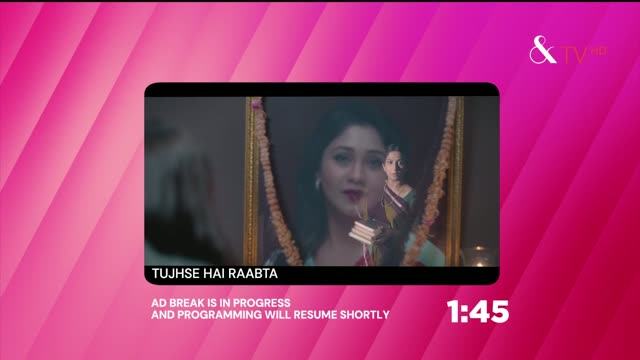 &TV HD
TUJHSE HAI RAABTA
AD BREAK IS IN PROGRESS
AND PROGRAMMING WILL RESUME SHORTLY
1:45